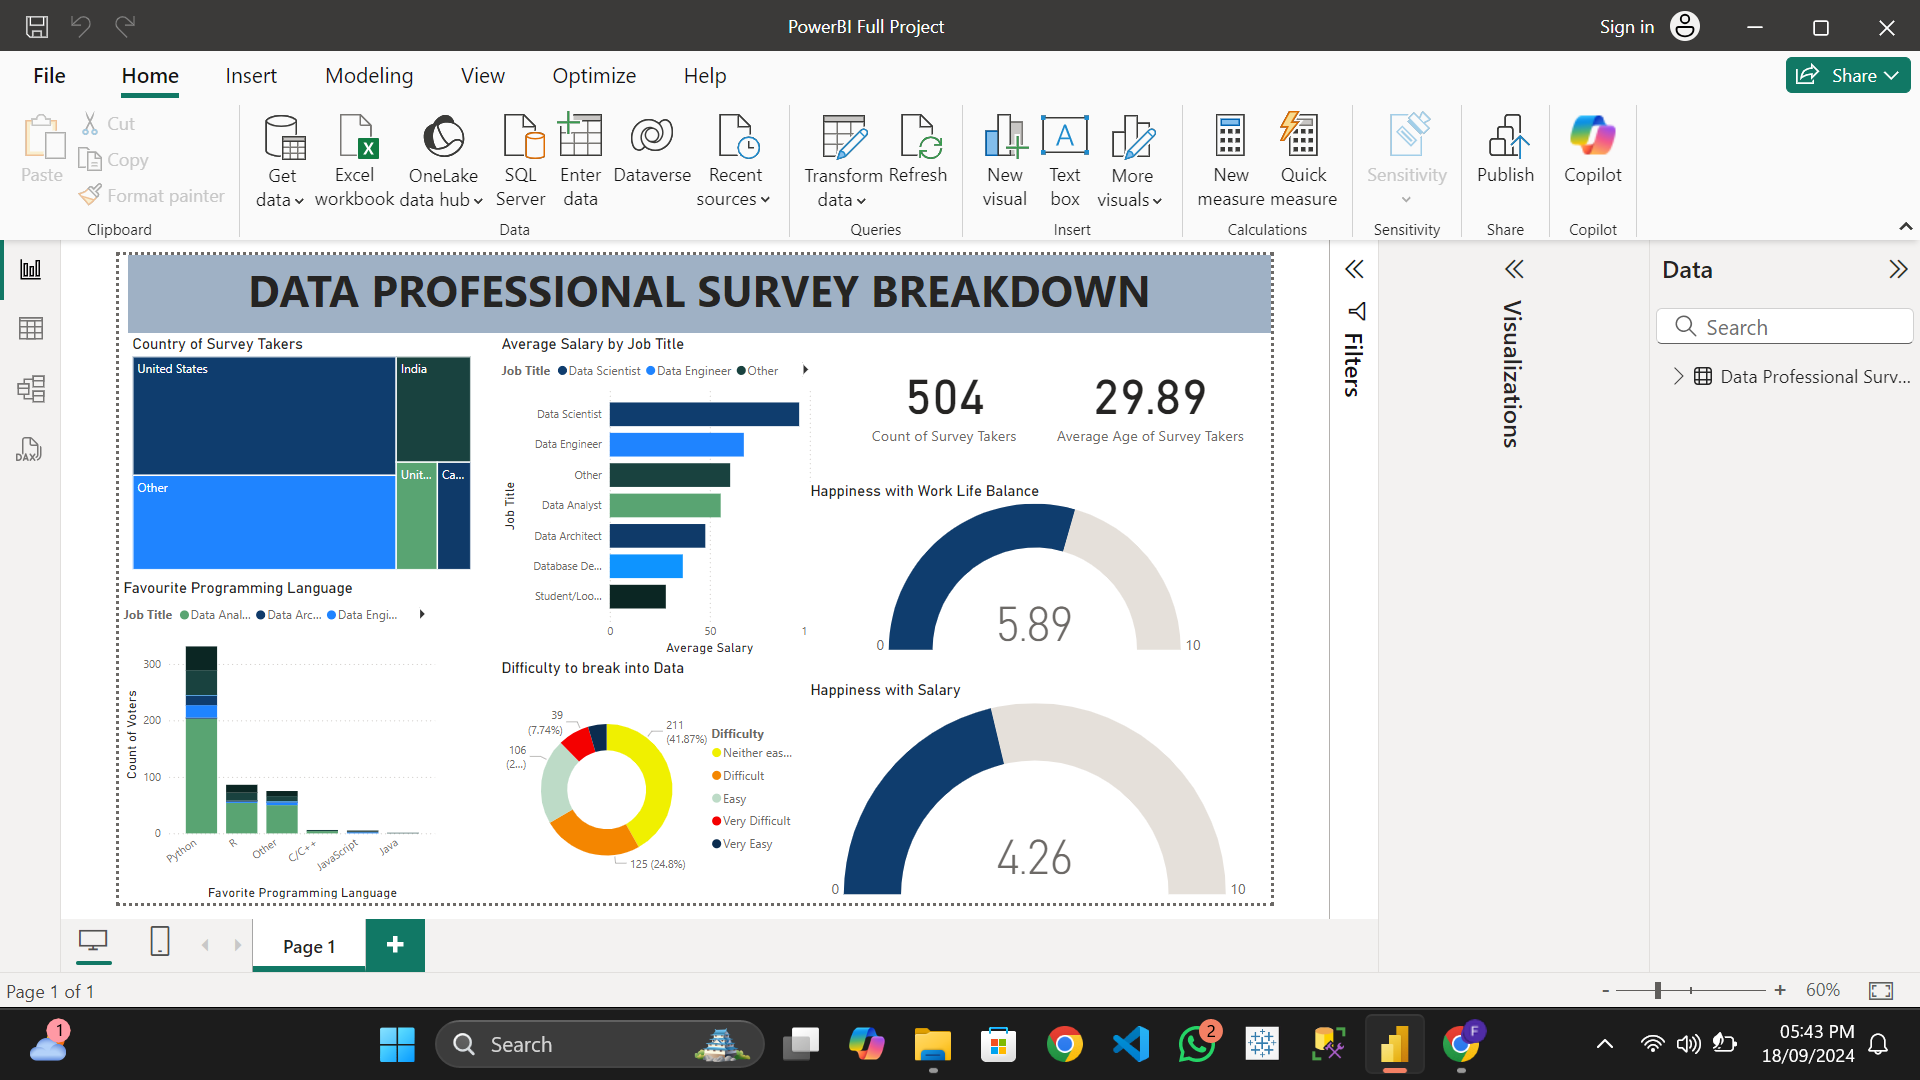 PowerBI Full Project
Sign in
File
Home
Insert
Modeling
View
Optimize
Help
Share
Paste
Cut
Copy
Format painter
Clipboard
Get data
Excel workbook
OneLake data hub
SQL Server
Enter data
Dataverse
Recent sources
Data
Transform data
Refresh
Queries
New visual
Text box
More visuals
Insert
New measure
Quick measure
Calculations
Sensitivity
Sensitivity
Publish
Share
Copilot
Copilot
DAX
DATA PROFESSIONAL SURVEY BREAKDOWN
Country of Survey Takers
United States
India
Other
Unit...
Ca...
Average Salary by Job Title
Job Title Data Scientist Data Engineer Other
Job Title
Data Scientist
Data Engineer
Other
Data Analyst
Data Architect
Database De...
Student/Loo...
0 50 1
Average Salary
504
Count of Survey Takers
29.89
Average Age of Survey Takers
Happiness with Work Life Balance
5.89
0 10
Favourite Programming Language
Job Title Data Anal... Data Arc... Data Engi...
Count of Voters
300
200
100
0
Python R Other C/C++ JavaScript Java
Favorite Programming Language
Difficulty to break into Data
39
(7.74%)
211
(41.87%)
106
(2...)
125 (24.8%)
Difficulty
Neither eas...
Difficult
Easy
Very Difficult
Very Easy
Happiness with Salary
4.26
0 10
Filters
Visualizations
Data
Search
Data Professional Surv...
Page 1
Page 1 of 1
- + 60%
1
Search
2
F
05:43 PM
18/09/2024